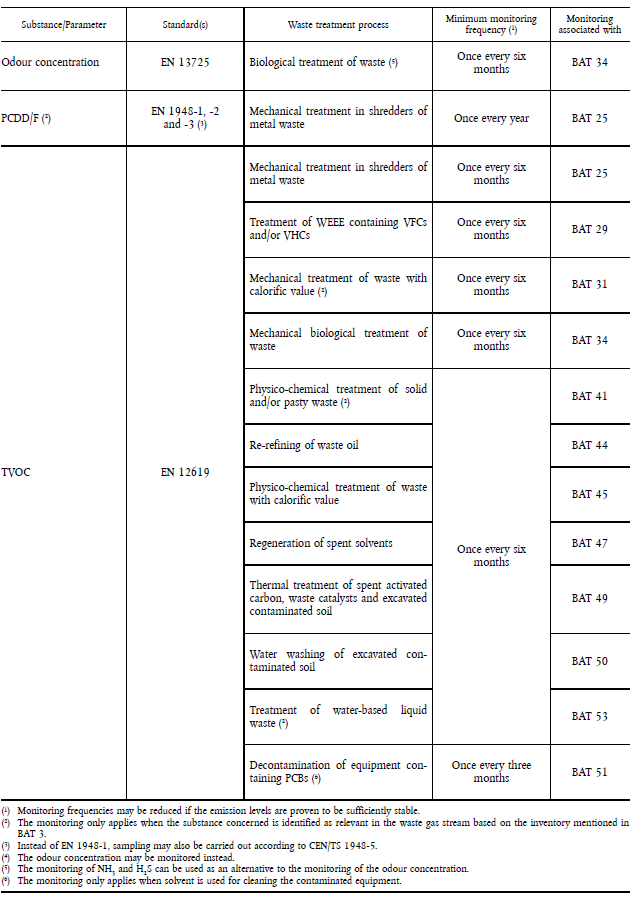 Substance/Parameter
Standard(s)
Waste treatment process
Minimum monitoring
frequency (¹)
Monitoring
associated with
Odour concentration
EN 13725
Biological treatment of waste (⁵)
Once every six
months
BAT 34
PCDD/F (²)
EN 1948-1, -2
and -3 (³)
Mechanical treatment in shredders of
metal waste
Once every year
BAT 25
TVOC
EN 12619
Mechanical treatment in shredders of
metal waste
Once every six
months
BAT 25
Treatment of WEEE containing VFCs
and/or VHCs
Once every six
months
BAT 29
Mechanical treatment of waste with
calorific value (²)
Once every six
months
BAT 31
Mechanical biological treatment of
waste
Once every six
months
BAT 34
Physico-chemical treatment of solid
and/or pasty waste (²)
Once every six
months
BAT 41
Re-refining of waste oil
BAT 44
Physico-chemical treatment of waste
with calorific value
BAT 45
Regeneration of spent solvents
BAT 47
Thermal treatment of spent activated
carbon, waste catalysts and excavated
contaminated soil
BAT 49
Water washing of excavated con-
taminated soil
BAT 50
Treatment of water-based liquid
waste (²)
BAT 53
Decontamination of equipment con-
taining PCBs (⁶)
Once every three
months
BAT 51
(¹) Monitoring frequencies may be reduced if the emission levels are proven to be sufficiently stable.
(²) The monitoring only applies when the substance concerned is identified as relevant in the waste gas stream based on the inventory mentioned in
BAT 3.
(³) Instead of EN 1948-1, sampling may also be carried out according to CEN/TS 1948-5.
(⁴) The odour concentration may be monitored instead.
(⁵) The monitoring of NH₃ and H₂S can be used as an alternative to the monitoring of the odour concentration.
(⁶) The monitoring only applies when solvent is used for cleaning the contaminated equipment.